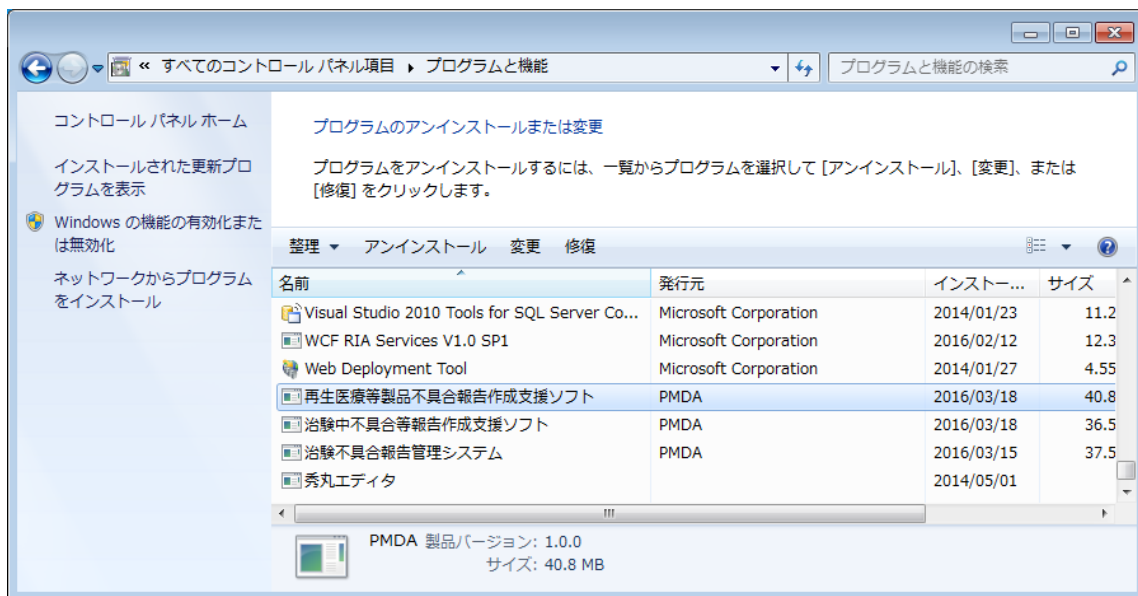 « すべてのコントロール パネル項目 ▸ プログラムと機能
プログラムと機能の検索
コントロール パネル ホーム
インストールされた更新プロ
グラムを表示
Windows の機能の有効化また
は無効化
ネットワークからプログラム
をインストール
プログラムのアンインストールまたは変更
プログラムをアンインストールするには、一覧からプログラムを選択して [アンインストール]、[変更]、または
[修復] をクリックします。
整理 ▼ アンインストール 変更 修復
名前 発行元 インストー... サイズ
Visual Studio 2010 Tools for SQL Server Co... Microsoft Corporation 2014/01/23 11.2
WCF RIA Services V1.0 SP1 Microsoft Corporation 2016/02/12 12.3
Web Deployment Tool Microsoft Corporation 2014/01/27 4.55
再生医療等製品不具合報告作成支援ソフト PMDA 2016/03/18 40.8
治験中不具合等報告作成支援ソフト PMDA 2016/03/18 36.5
治験不具合報告管理システム PMDA 2016/03/15 37.5
秀丸エディタ 2014/05/01
PMDA 製品バージョン: 1.0.0
サイズ: 40.8 MB